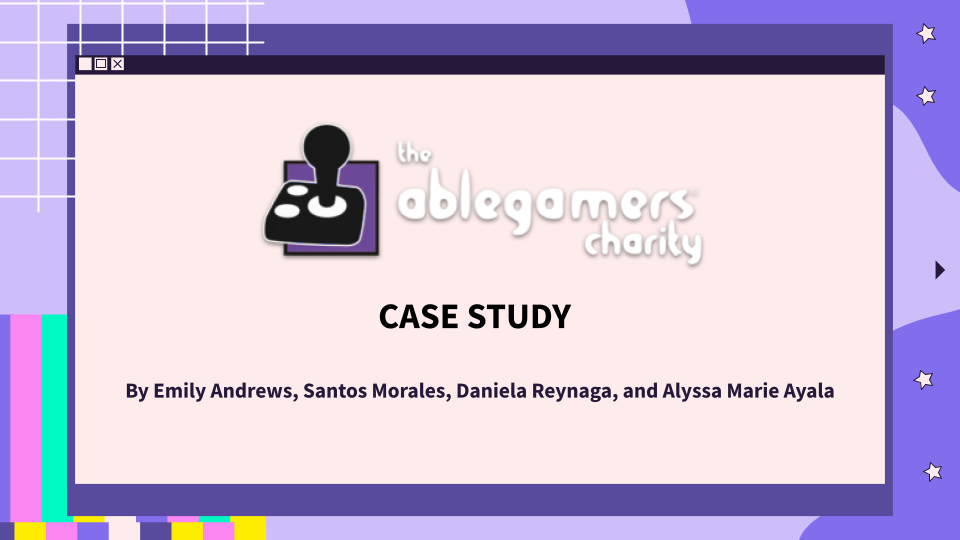 the
ablegamers
charity
CASE STUDY
By Emily Andrews, Santos Morales, Daniela Reynaga, and Alyssa Marie Ayala